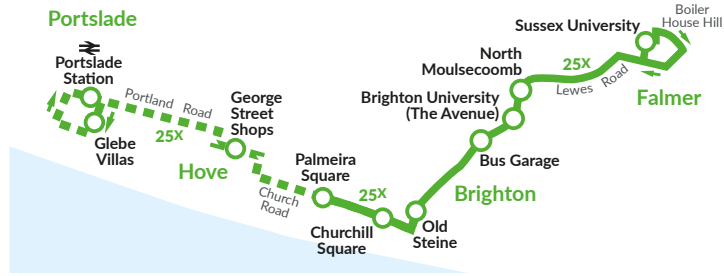 Portslade
Portslade
Station
Glebe
Villas
Portland Road
25X
George
Street
Shops
Hove
Church
Road
Palmeira
Square
25X
Churchill
Square
Old
Steine
Brighton
Bus Garage
Brighton University
(The Avenue)
North
Moulsecoomb
25X
Lewes Road
Sussex University
Boiler
House Hill
Falmer